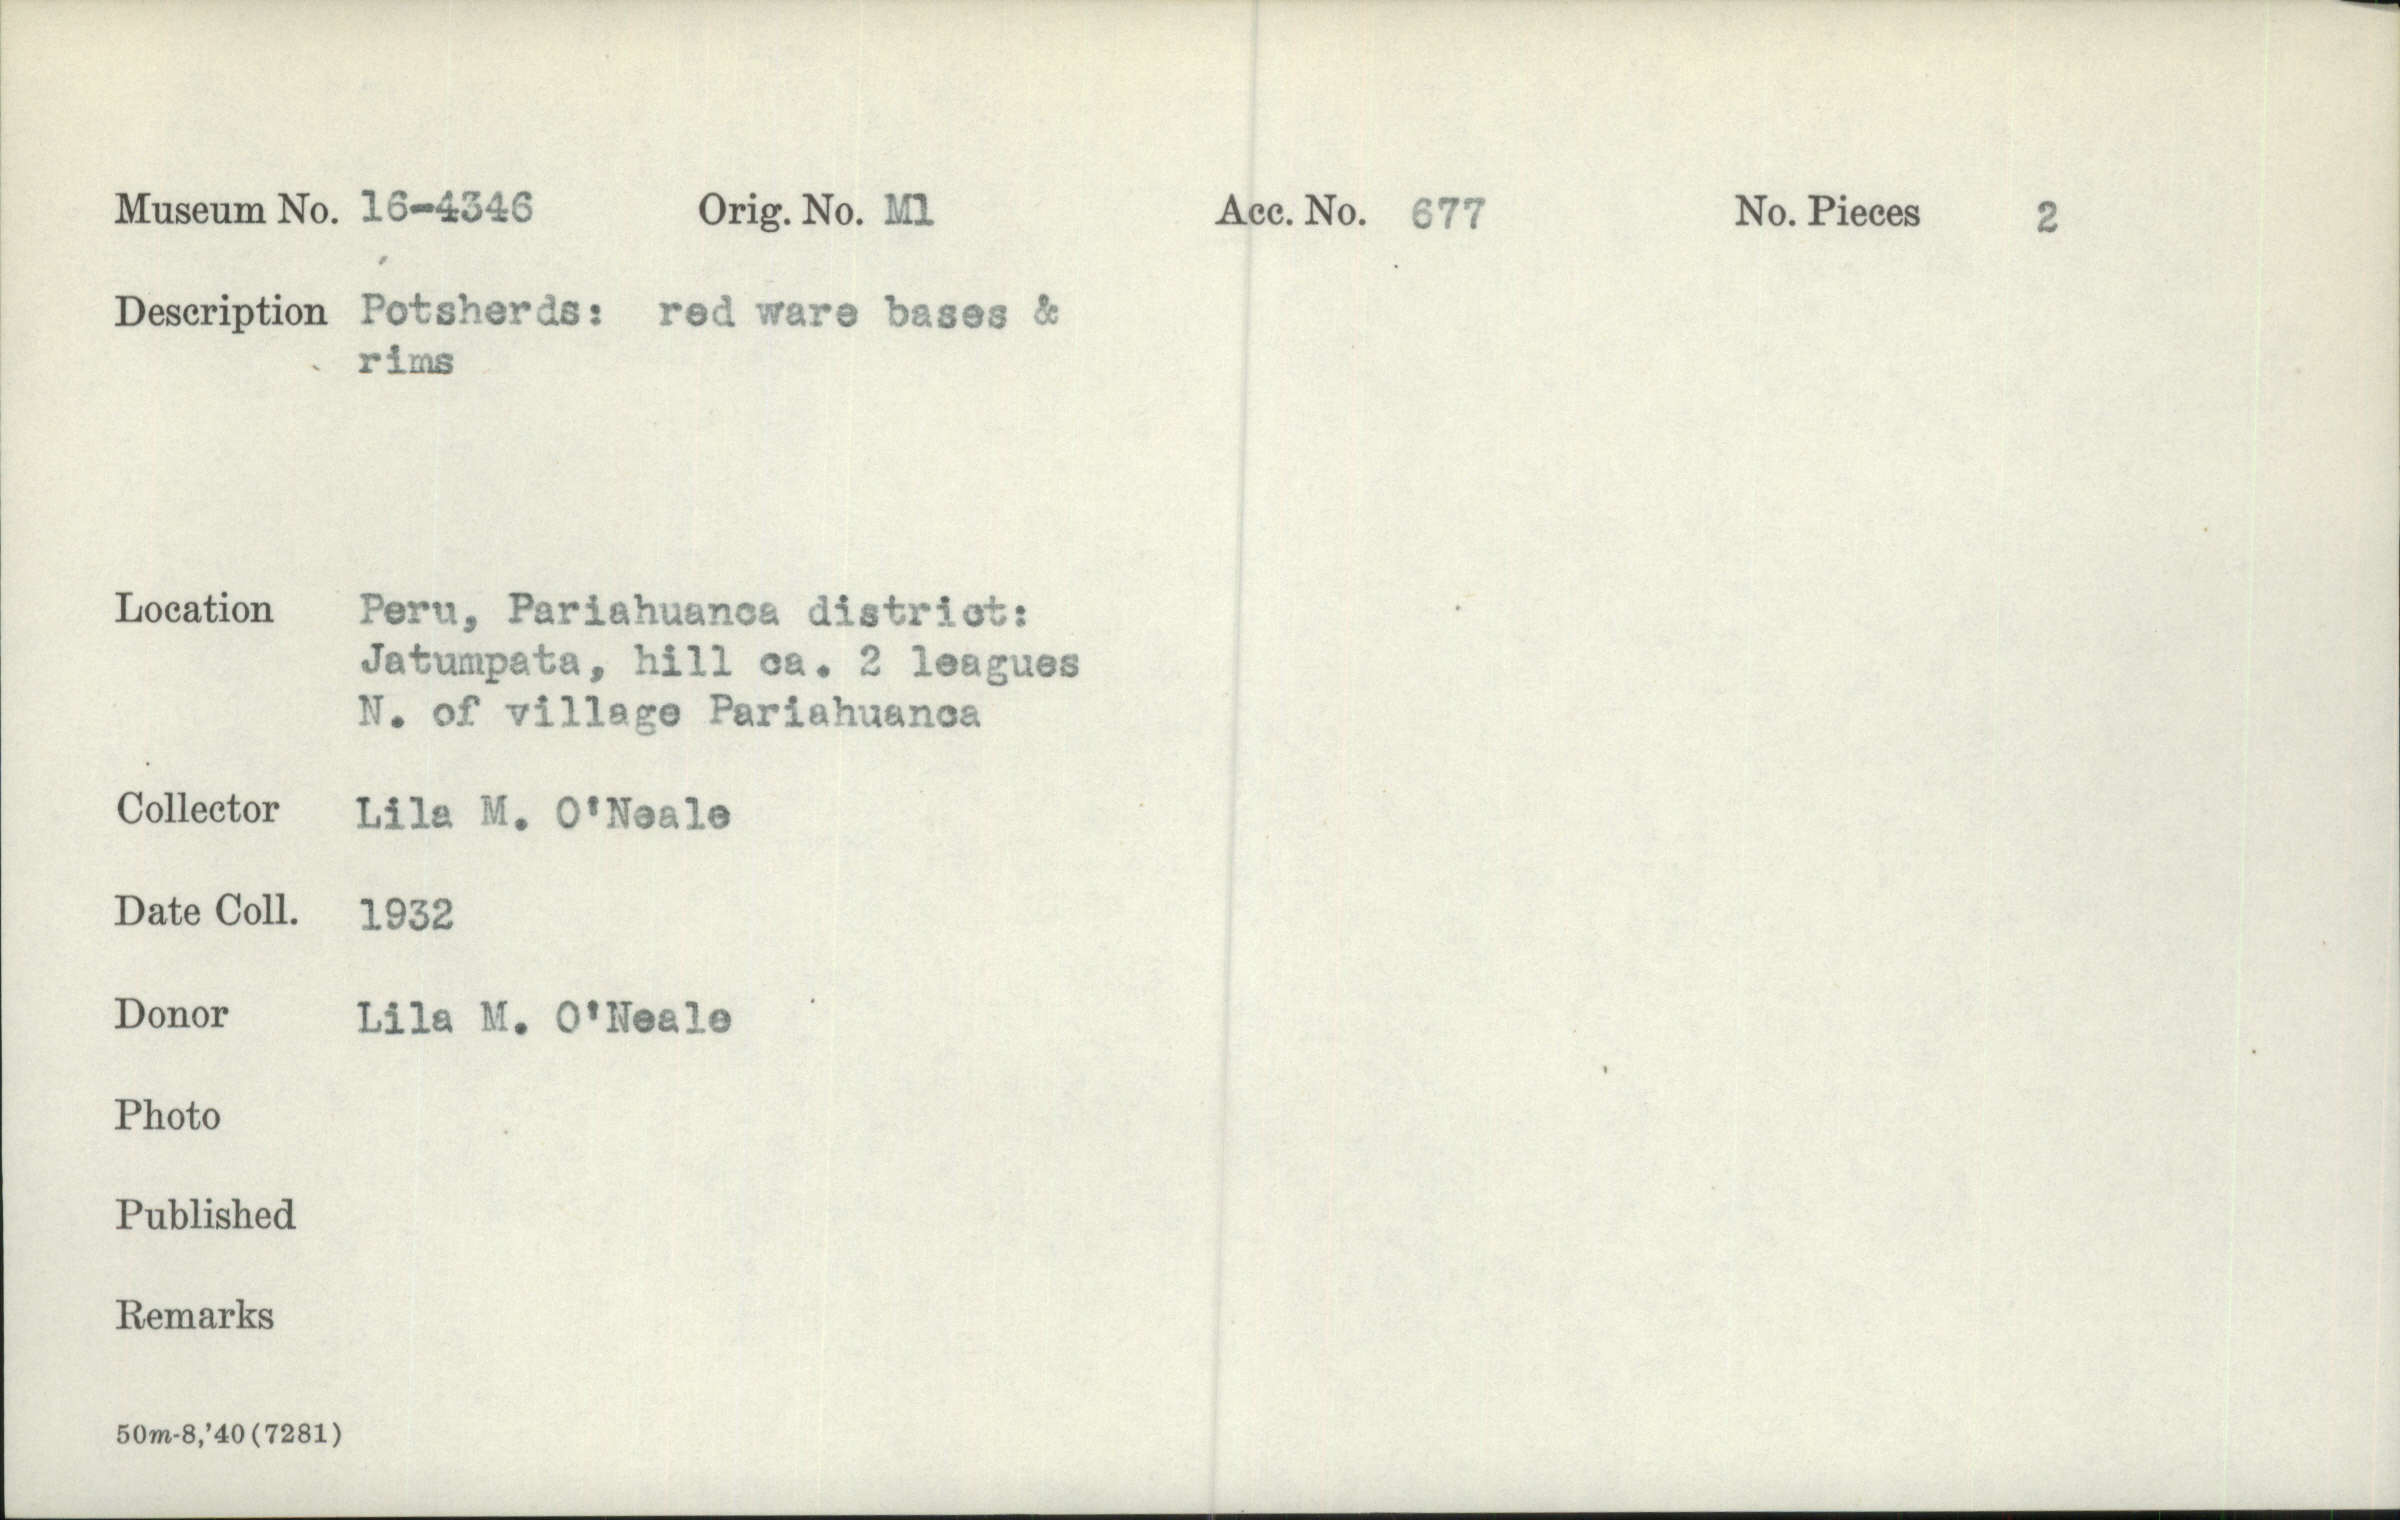 Museum No. 16-4346 Orig. No. M1 Acc. No. 677 No. Pieces 2
Description Potsherds: red ware bases &
rims
Location Peru, Pariahuanca district:
Jatumpata, hill ca. 2 leagues
N. of village Pariahuanca
Collector Lila M. O'Neale
Date Coll. 1932
Donor Lila M. O'Neale
Photo
Published
Remarks
50m-8,'40(7281)